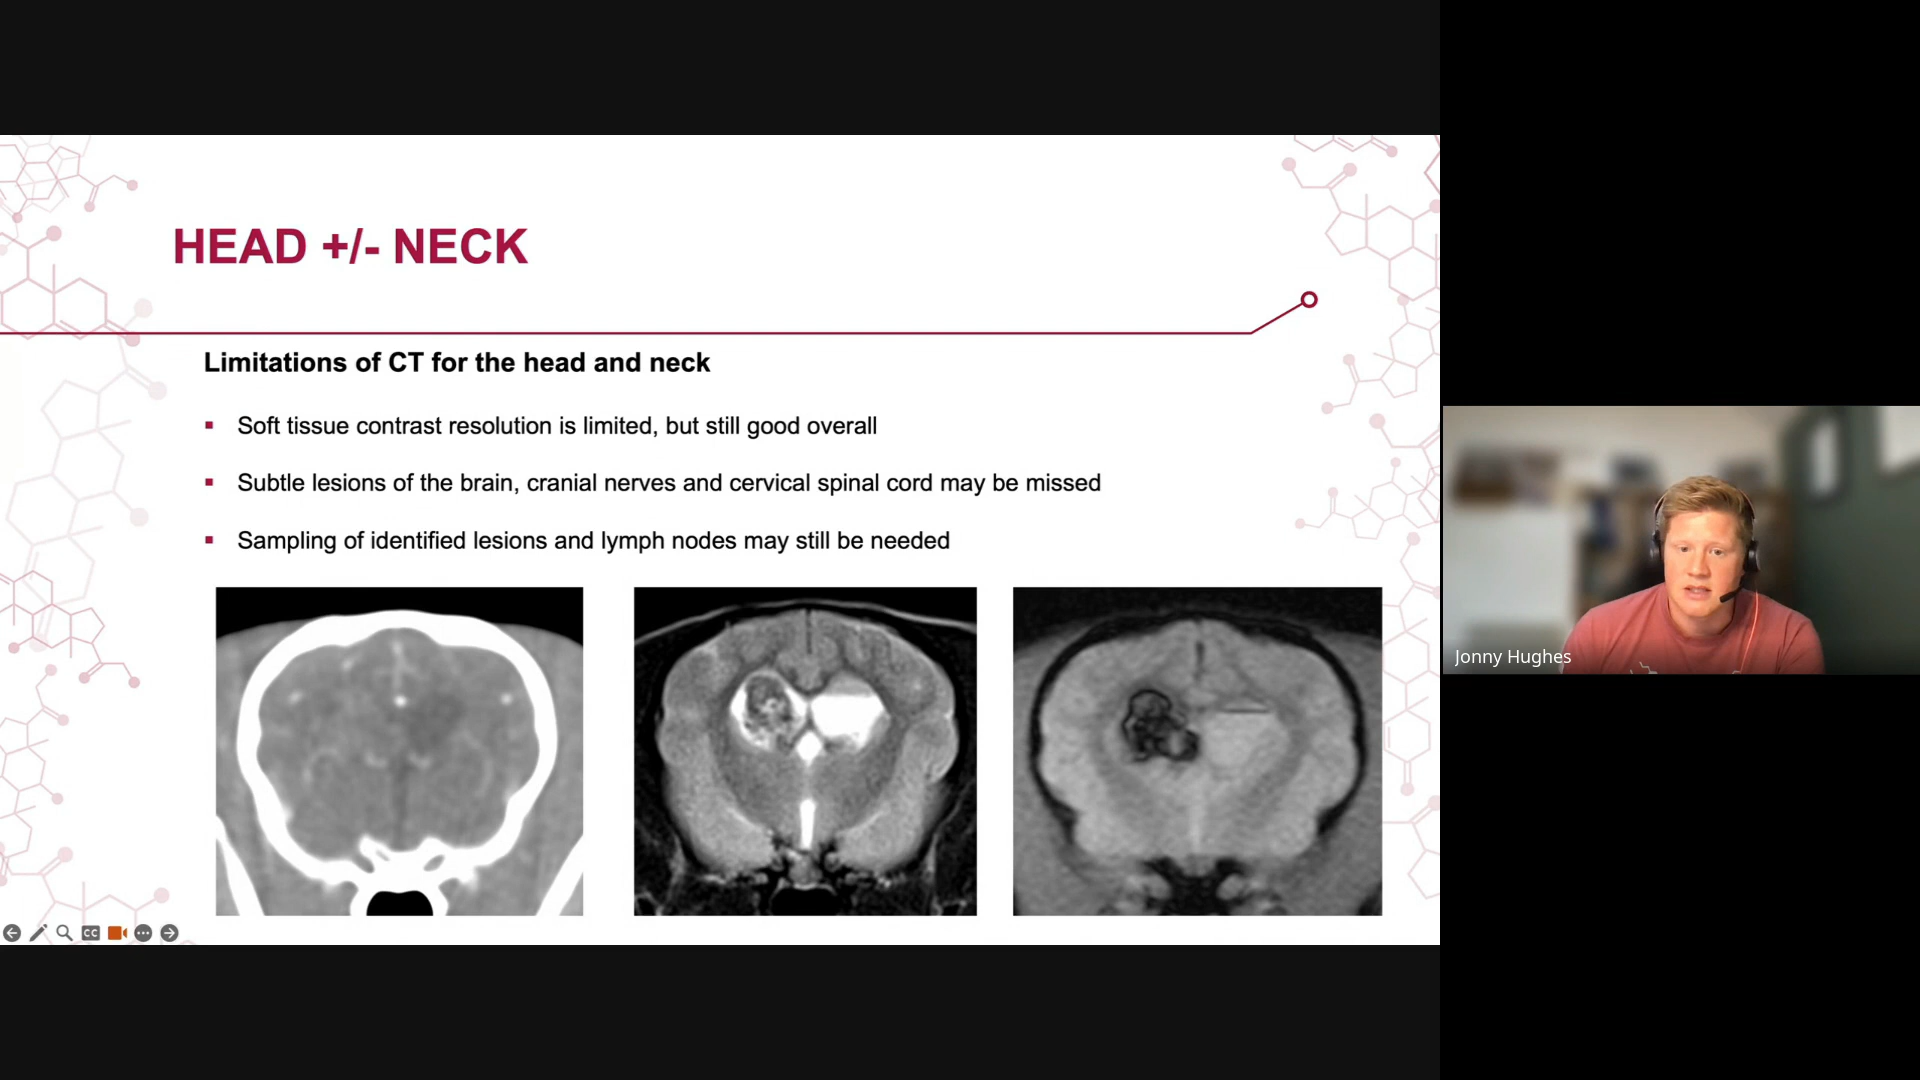 HEAD +/- NECK
Limitations of CT for the head and neck
▪ Soft tissue contrast resolution is limited, but still good overall
▪ Subtle lesions of the brain, cranial nerves and cervical spinal cord may be missed
▪ Sampling of identified lesions and lymph nodes may still be needed
CC
Jonny Hughes